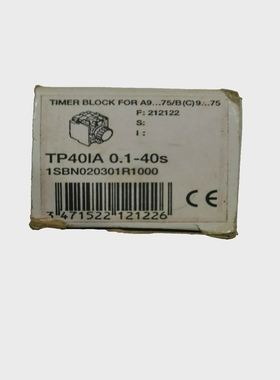 TIMER BLOCK FOR A9...75/B(C)9...75
F: 212122
S:
I:
TP40IA 0.1-40s
1SBN020301R1000
3 471522 121226
CE